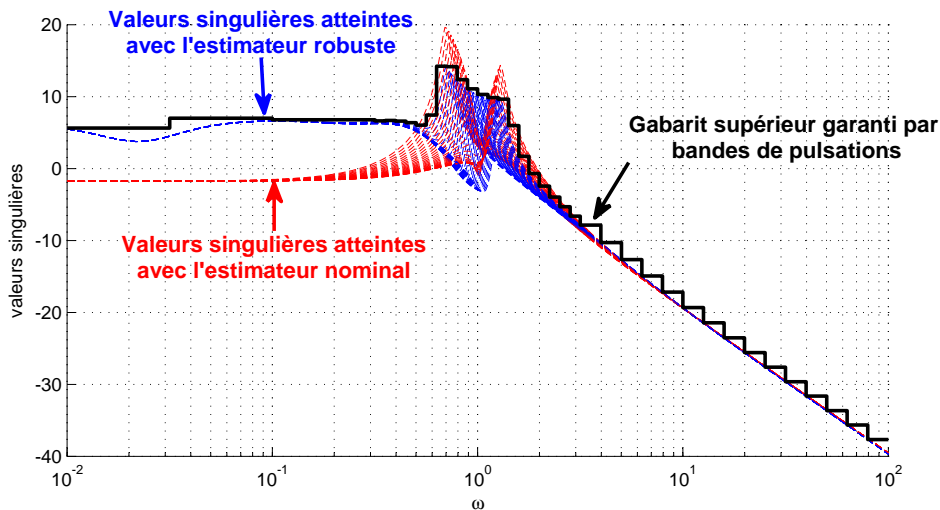 Valeurs singulières atteintes
avec l'estimateur robuste
Gabarit supérieur garanti par
bandes de pulsations
Valeurs singulières atteintes
avec l'estimateur nominal
valeurs singulières
20
10
0
-10
-20
-30
-40
10^-2
10^-1
10^0
10^1
10^2
ω